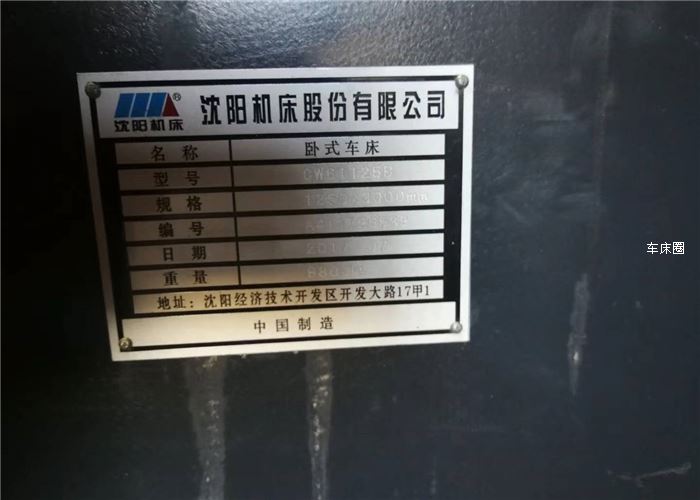 沈阳机床
沈阳机床股份有限公司
名称 卧式车床
型号 CW61125B
规格
编号
日期
重量
地址：沈阳经济技术开发区开发大路17甲1
中国制造
车床圈